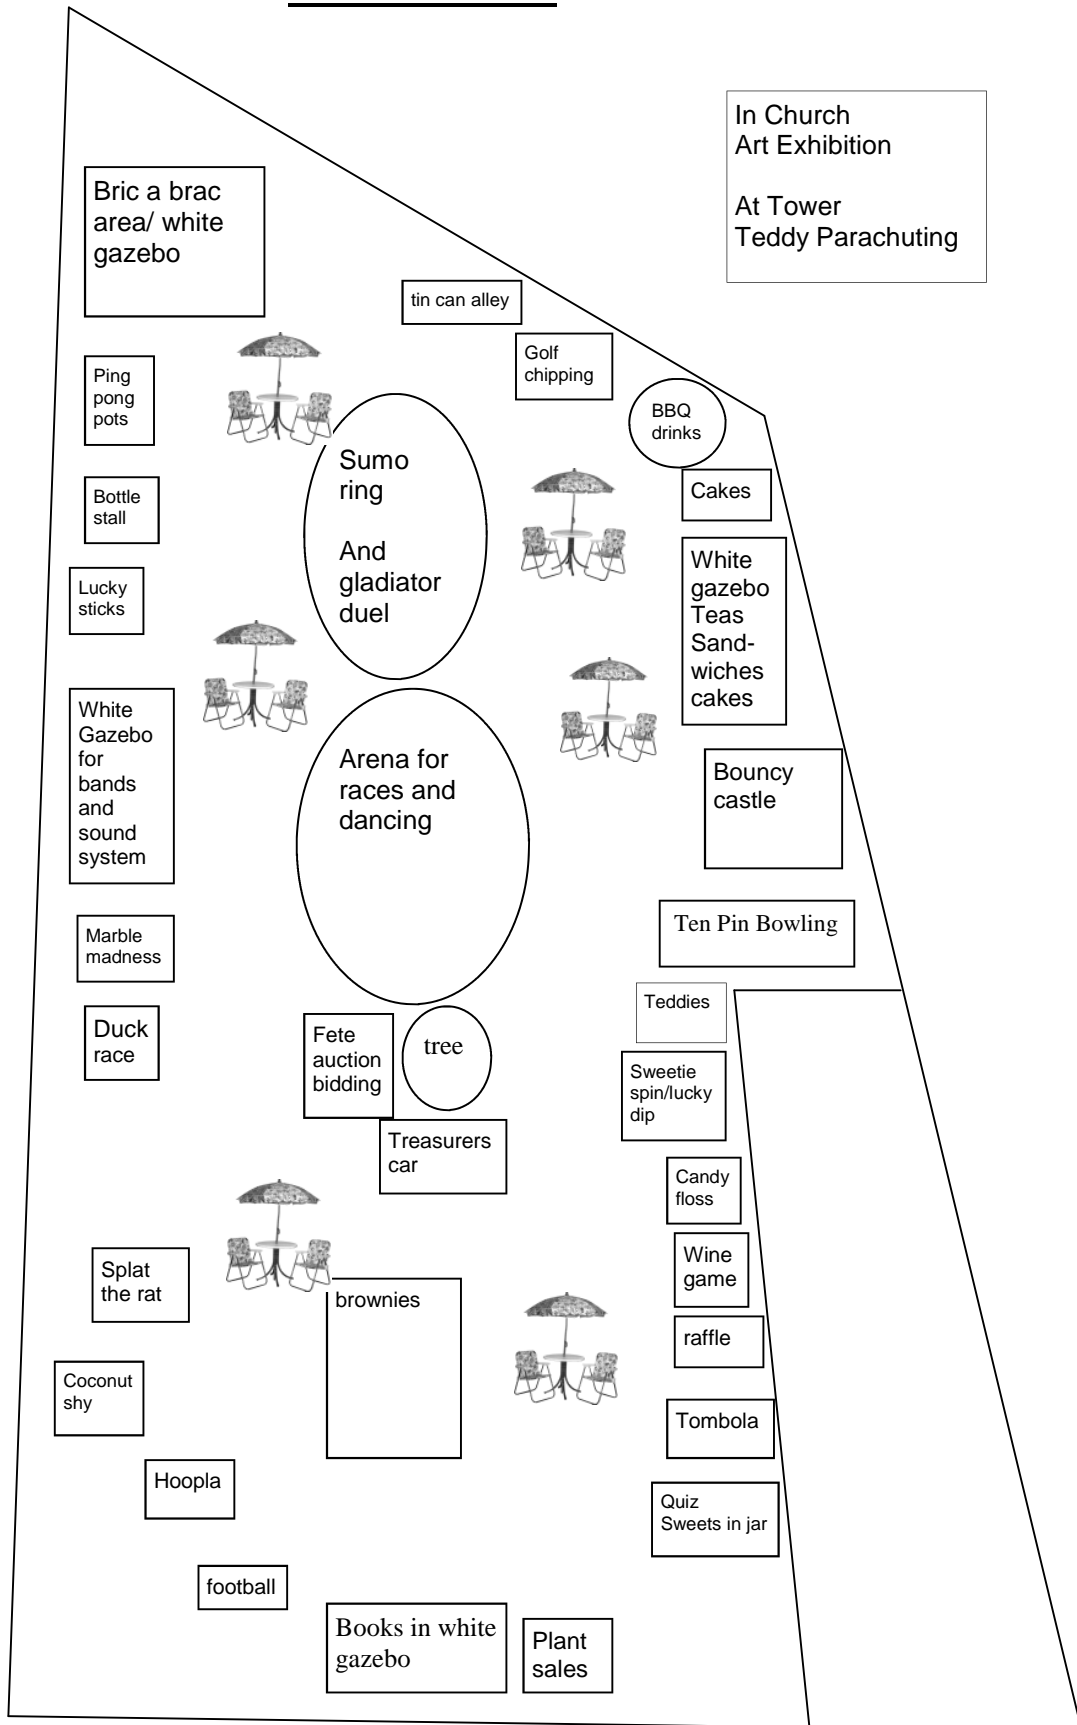 In Church
Art Exhibition
At Tower
Teddy Parachuting
Bric a brac
area/ white
gazebo
tin can alley
Golf
chipping
Ping
pong
pots
BBQ
drinks
Sumo
ring
And
gladiator
duel
Cakes
Bottle
stall
White
gazebo
Teas
Sand-
wiches
cakes
Lucky
sticks
White
Gazebo
for
bands
and
sound
system
Arena for
races and
dancing
Bouncy
castle
Marble
madness
Ten Pin Bowling
Teddies
Duck
race
Fete
auction
bidding
tree
Sweetie
spin/lucky
dip
Treasurers
car
Candy
floss
Splat
the rat
Wine
game
brownies
raffle
Coconut
shy
Tombola
Hoopla
Quiz
Sweets in jar
football
Books in white
gazebo
Plant
sales